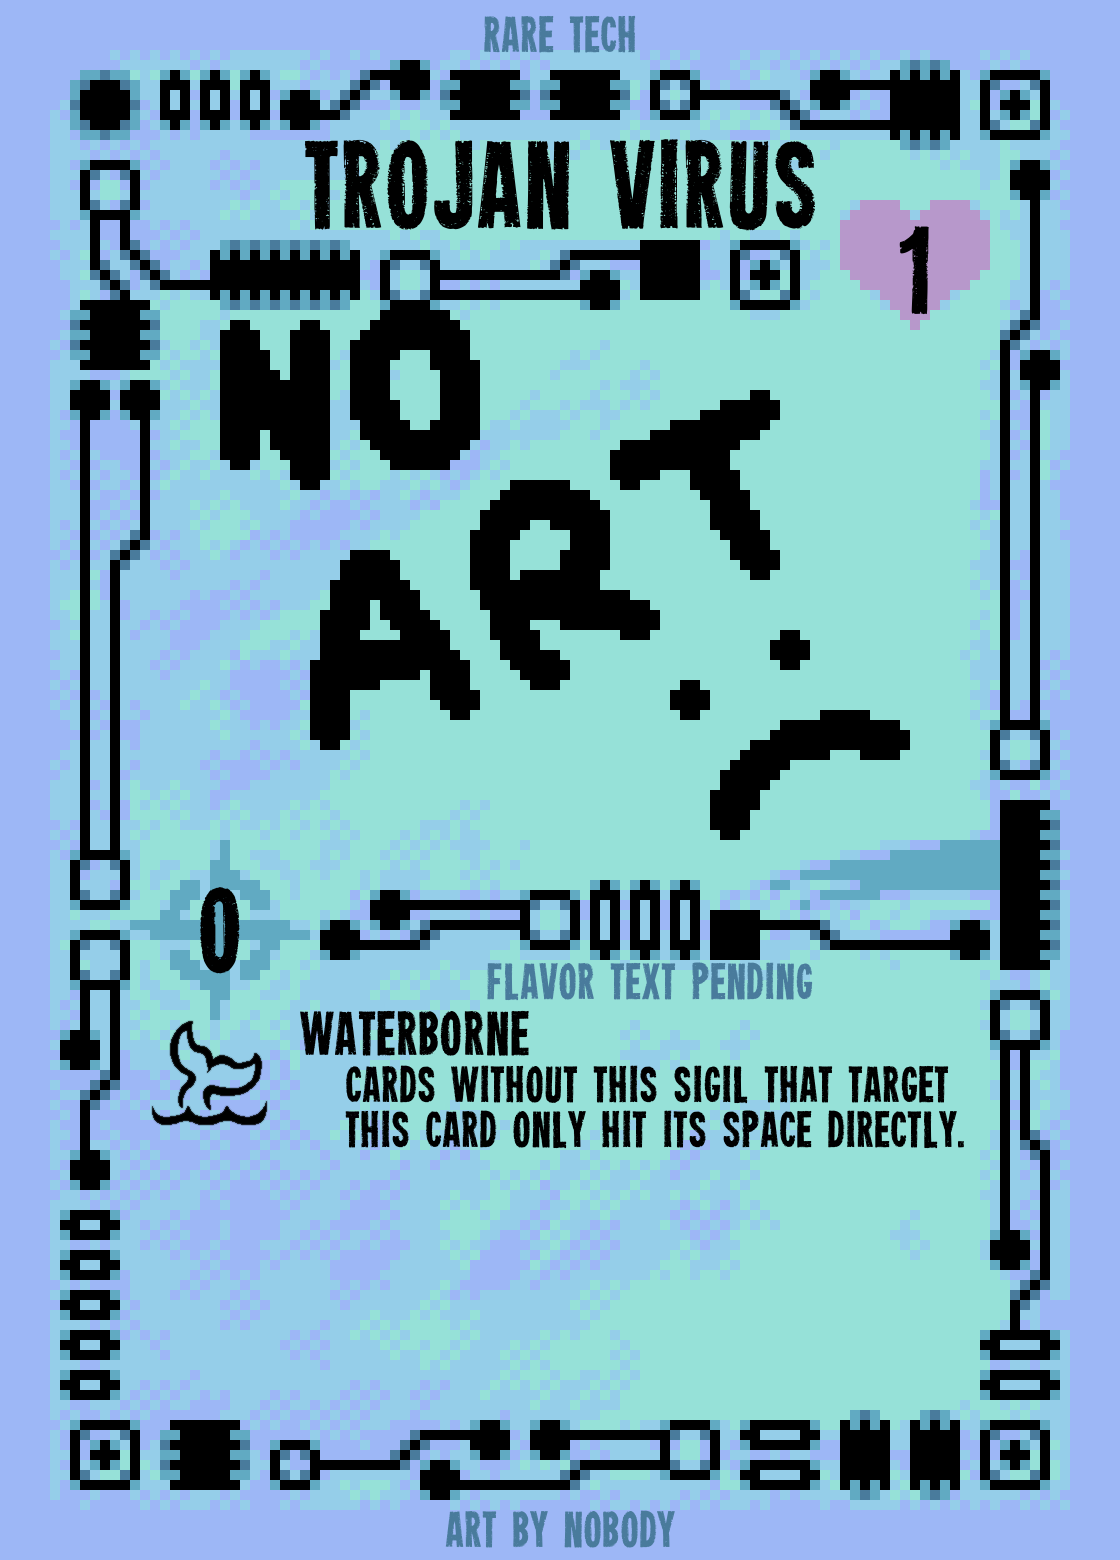 RARE TECH
TROJAN VIRUS
1
NO
ART
:(
0
FLAVOR TEXT PENDING
WATERBORNE
CARDS WITHOUT THIS SIGIL THAT TARGET
THIS CARD ONLY HIT ITS SPACE DIRECTLY.
ART BY NOBODY